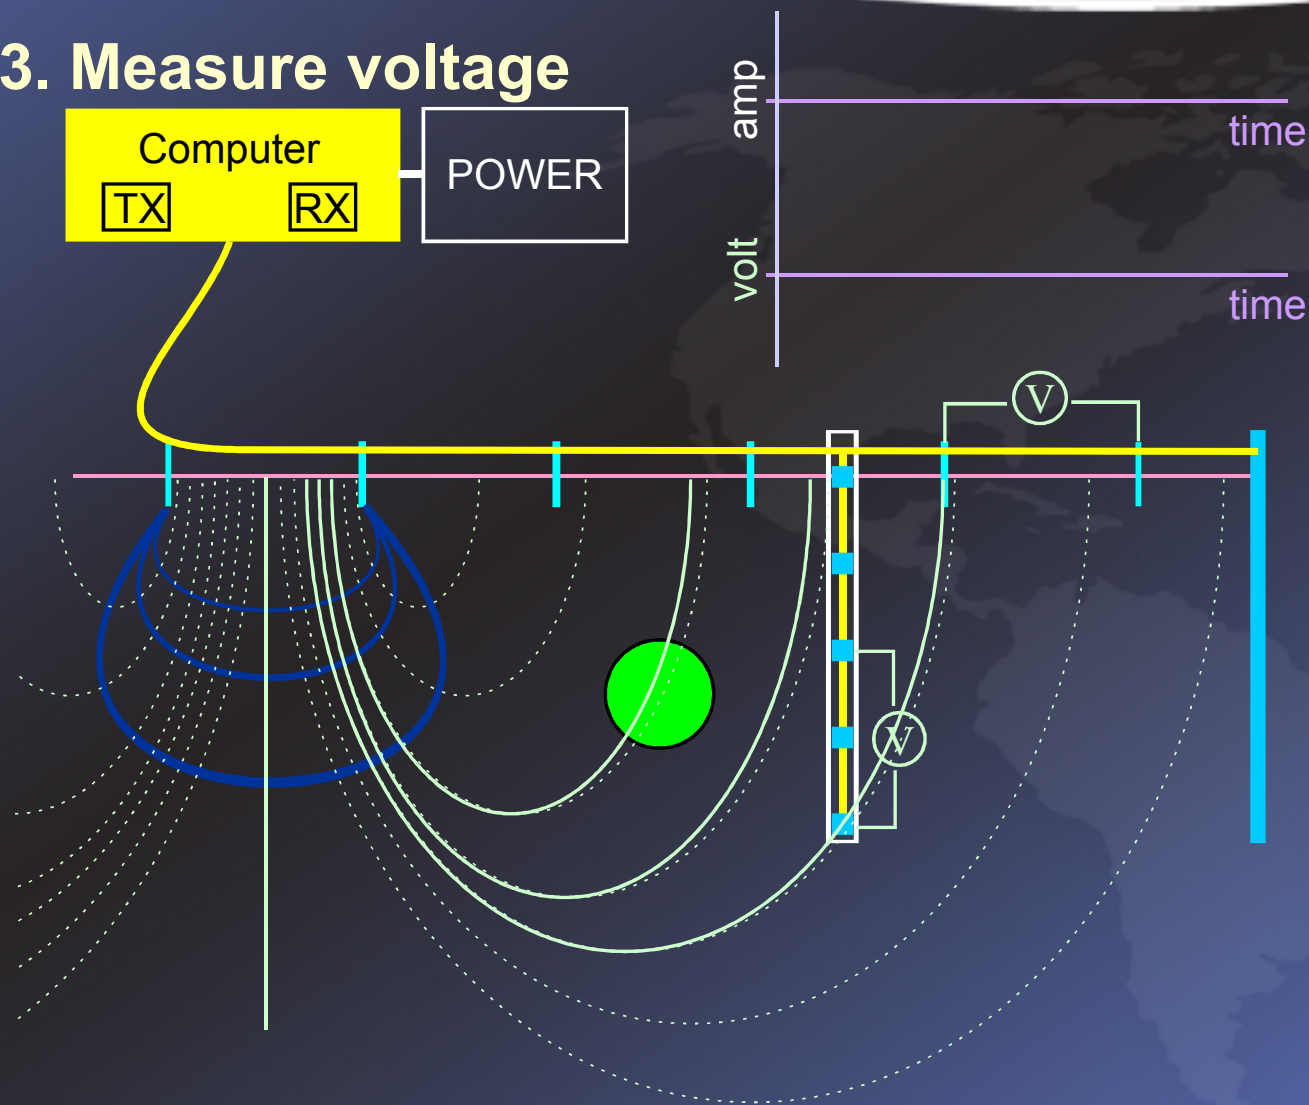 3. Measure voltage
Computer
TX
RX
POWER
amp
time
volt
time
V
V